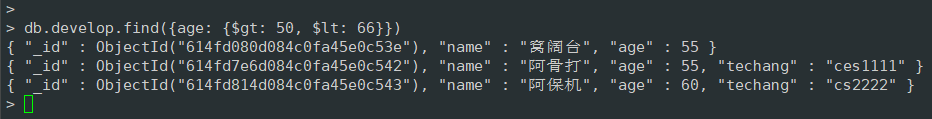 >
> db.develop.find({age: {$gt: 50, $lt: 66}})
{ "_id" : ObjectId("614fd080d084c0fa45e0c53e"), "name" : "窝阔台", "age" : 55 }
{ "_id" : ObjectId("614fd7e6d084c0fa45e0c542"), "name" : "阿骨打", "age" : 55, "techang" : "ces1111" }
{ "_id" : ObjectId("614fd814d084c0fa45e0c543"), "name" : "阿保机", "age" : 60, "techang" : "cs2222" }
>